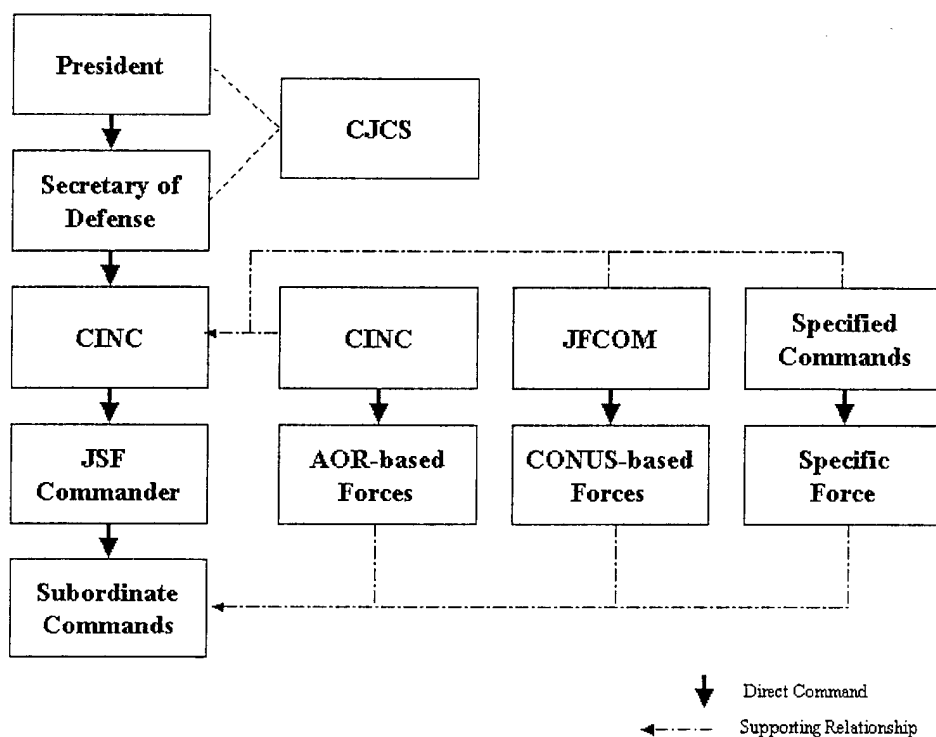 President
CJCS
Secretary of
Defense
CINC
CINC
JFCOM
Specified
Commands
JSF
Commander
AOR-based
Forces
CONUS-based
Forces
Specific
Force
Subordinate
Commands
Direct Command
Supporting Relationship